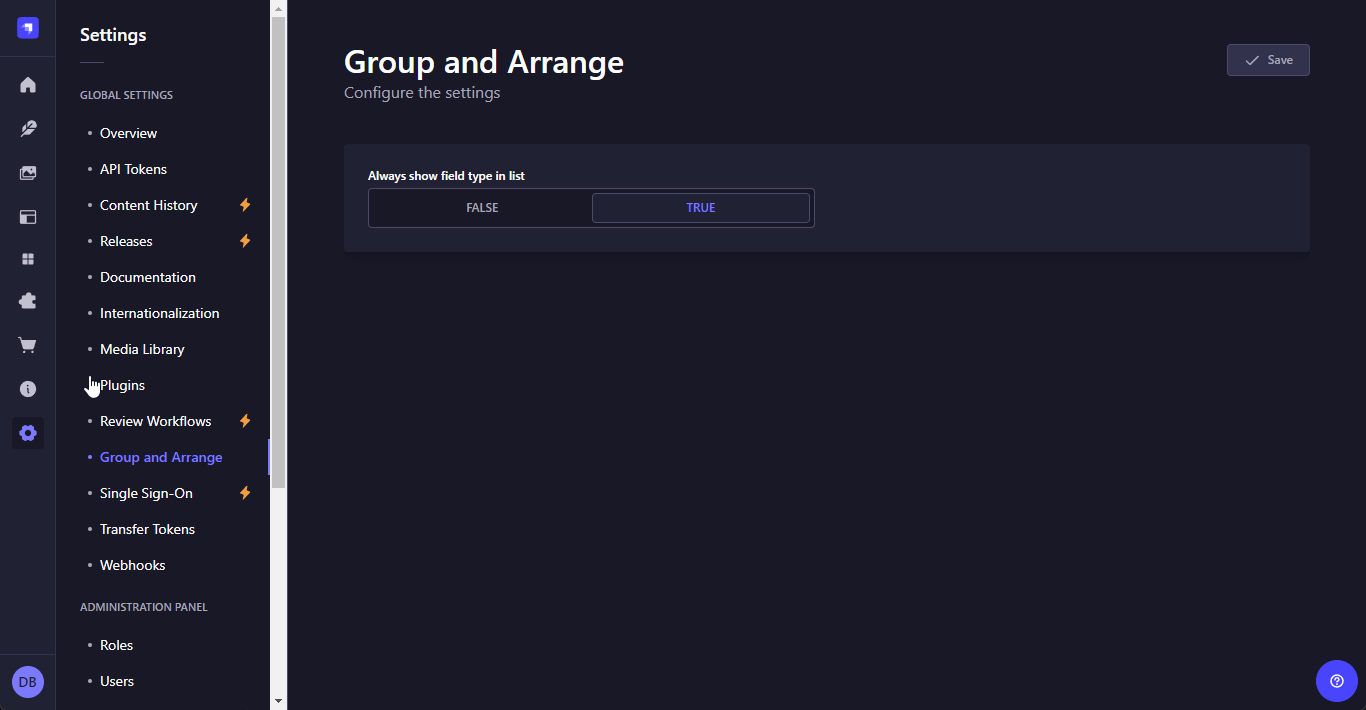 Settings
GLOBAL SETTINGS
Overview
API Tokens
Content History
Releases
Documentation
Internationalization
Media Library
Plugins
Review Workflows
Group and Arrange
Single Sign-On
Transfer Tokens
Webhooks
ADMINISTRATION PANEL
Roles
Users
DB
Group and Arrange
Configure the settings
Save
Always show field type in list
FALSE TRUE